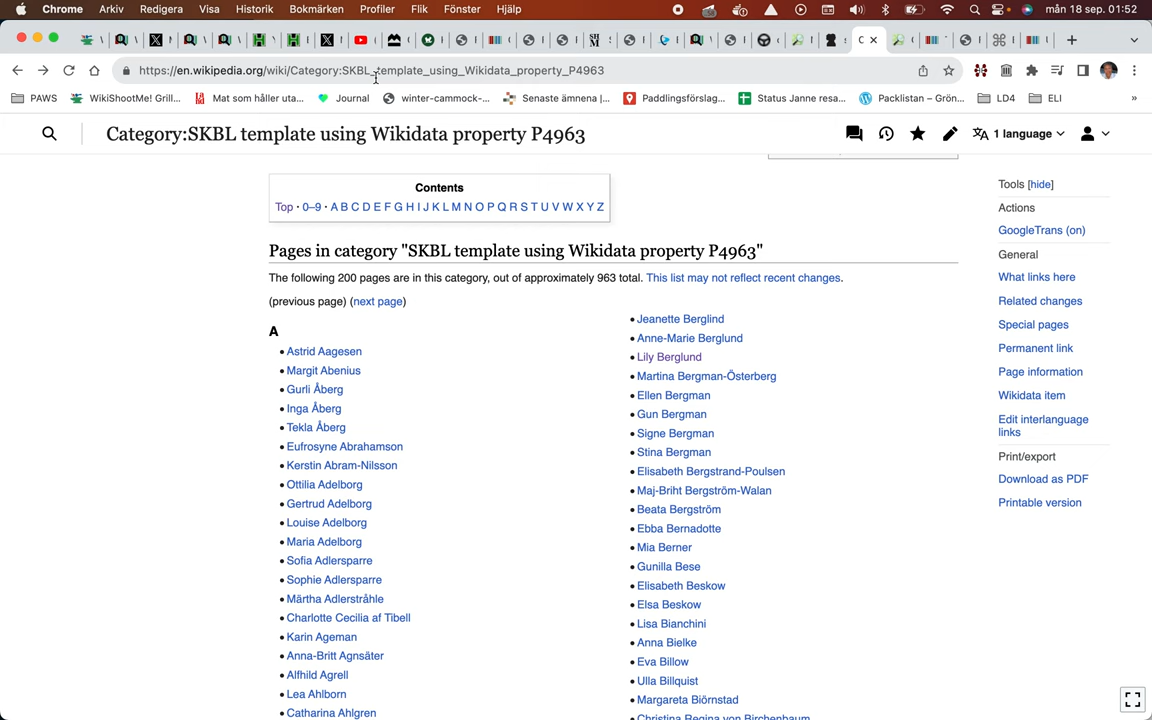 Chrome Arkiv Redigera Visa Historik Bokmärken Profiler Flik Fönster Hjälp mån 18 sep. 01:52
https://en.wikipedia.org/wiki/Category:SKBL_template_using_Wikidata_property_P4963
PAWS WikiShootMe! Grill... Mat som håller uta... Journal winter-cammock-... Senaste ämnena |... Paddlingsförslag... Status Janne resa... Packlistan – Grön... LD4 ELI »
Category:SKBL template using Wikidata property P4963 1 language
Contents
Top · 0–9 · A B C D E F G H I J K L M N O P Q R S T U V W X Y Z
Pages in category "SKBL template using Wikidata property P4963"
The following 200 pages are in this category, out of approximately 963 total. This list may not reflect recent changes.
(previous page) (next page)
A
Astrid Aagesen
Margit Abenius
Gurli Åberg
Inga Åberg
Tekla Åberg
Eufrosyne Abrahamson
Kerstin Abram-Nilsson
Ottilia Adelborg
Gertrud Adelborg
Louise Adelborg
Maria Adelborg
Sofia Adlersparre
Sophie Adlersparre
Märtha Adlerstråhle
Charlotte Cecilia af Tibell
Karin Ageman
Anna-Britt Agnsäter
Alfhild Agrell
Lea Ahlborn
Catharina Ahlgren
Jeanette Berglind
Anne-Marie Berglund
Lily Berglund
Martina Bergman-Österberg
Ellen Bergman
Gun Bergman
Signe Bergman
Stina Bergman
Elisabeth Bergstrand-Poulsen
Maj-Briht Bergström-Walan
Beata Bergström
Ebba Bernadotte
Mia Berner
Gunilla Bese
Elisabeth Beskow
Elsa Beskow
Lisa Bianchini
Anna Bielke
Eva Billow
Ulla Billquist
Margareta Biörnstad
Christina Regina von Birchenbaum
Tools [hide]
Actions
GoogleTrans (on)
General
What links here
Related changes
Special pages
Permanent link
Page information
Wikidata item
Edit interlanguage
links
Print/export
Download as PDF
Printable version